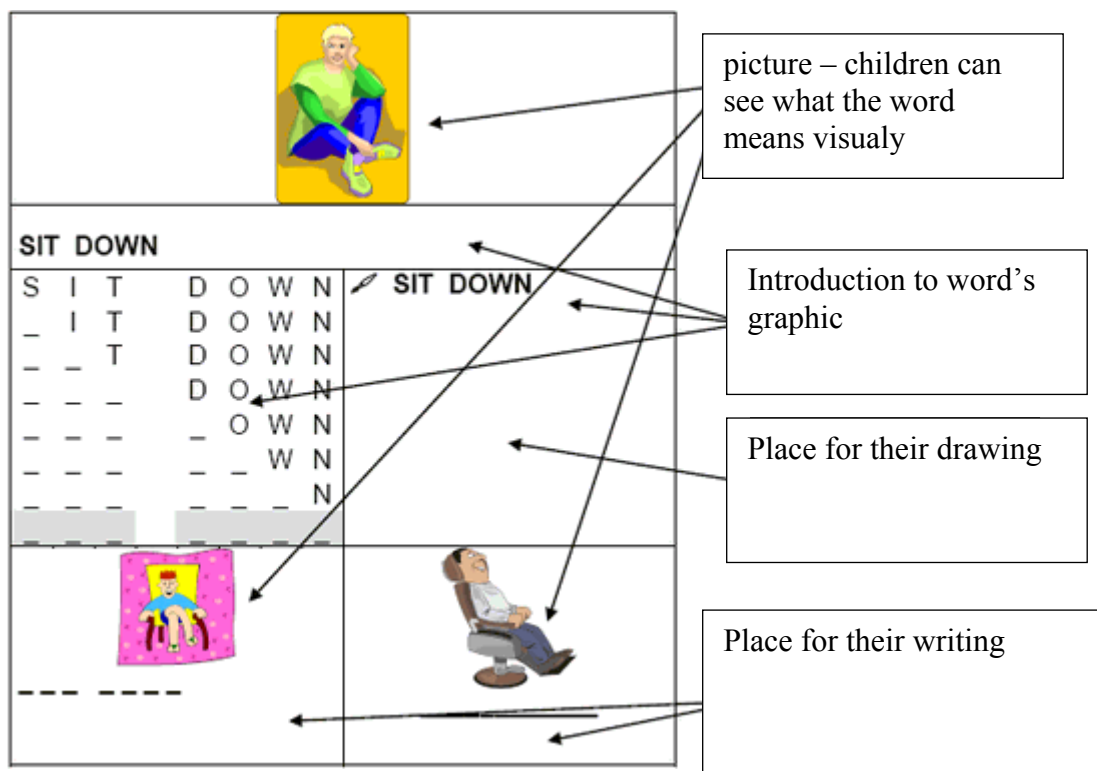 picture – children can
see what the word
means visualy
SIT DOWN
Introduction to word's
graphic
S I T D O W N
_ I T D O W N
_ _ T D O W N
_ _ _ D O W N
_ _ _ _ O W N
_ _ _ _ _ W N
_ _ _ _ _ _ N
_ _ _ _ _ _ _
SIT DOWN
Place for their drawing
_ _ _ _ _ _ _
Place for their writing